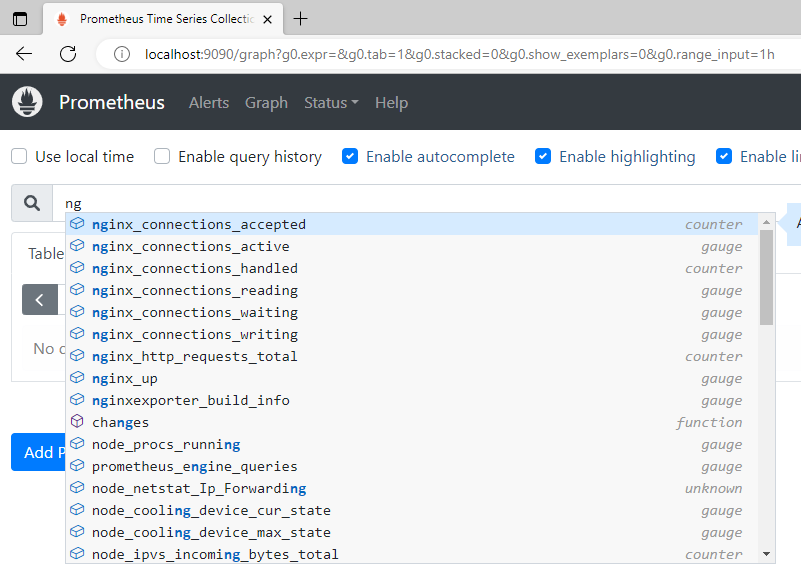 Prometheus Time Series Collectio
localhost:9090/graph?g0.expr=&g0.tab=1&g0.stacked=0&g0.show_exemplars=0&g0.range_input=1h
Prometheus Alerts Graph Status Help
Use local time Enable query history Enable autocomplete Enable highlighting Enable li
ng
nginx_connections_accepted counter
Table
nginx_connections_active gauge
nginx_connections_handled counter
nginx_connections_reading gauge
nginx_connections_waiting gauge
nginx_connections_writing gauge
No
nginx_http_requests_total counter
nginx_up gauge
nginxexporter_build_info gauge
changes function
node_procs_running gauge
Add P
prometheus_engine_queries gauge
node_netstat_Ip_Forwarding unknown
node_cooling_device_cur_state gauge
node_cooling_device_max_state gauge
node_ipvs_incoming_bytes_total counter